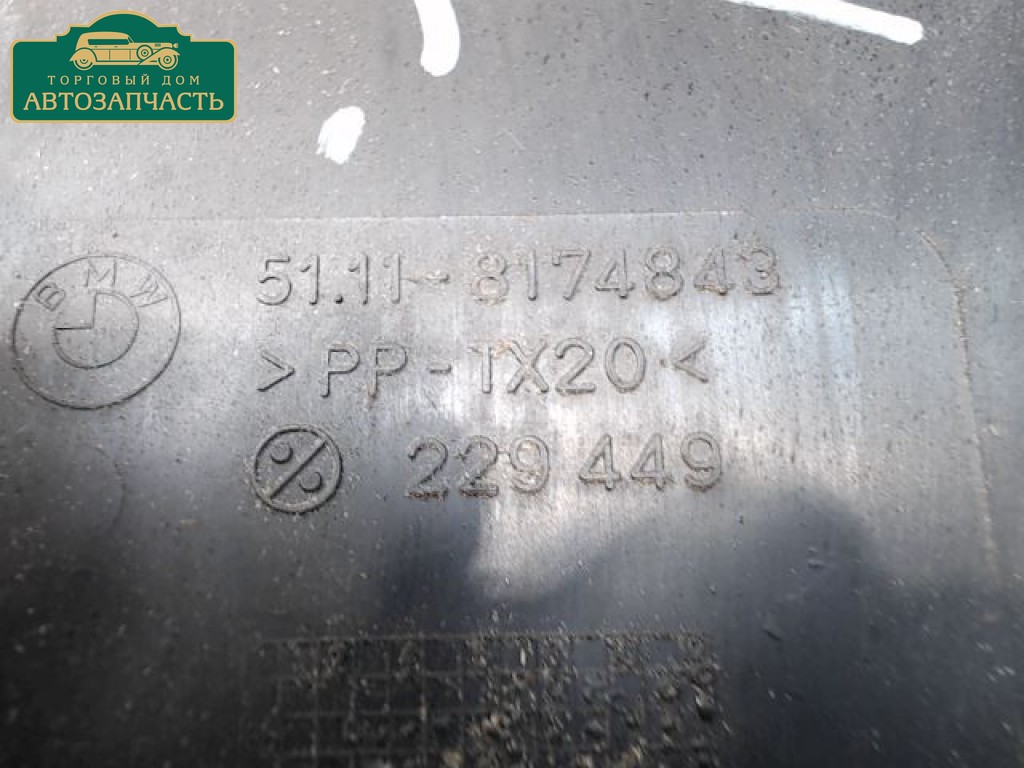 ТОРГОВЫЙ ДОМ
АВТОЗАПЧАСТЬ
BMW
51.11-8174843
>PP-TX20<
229 449